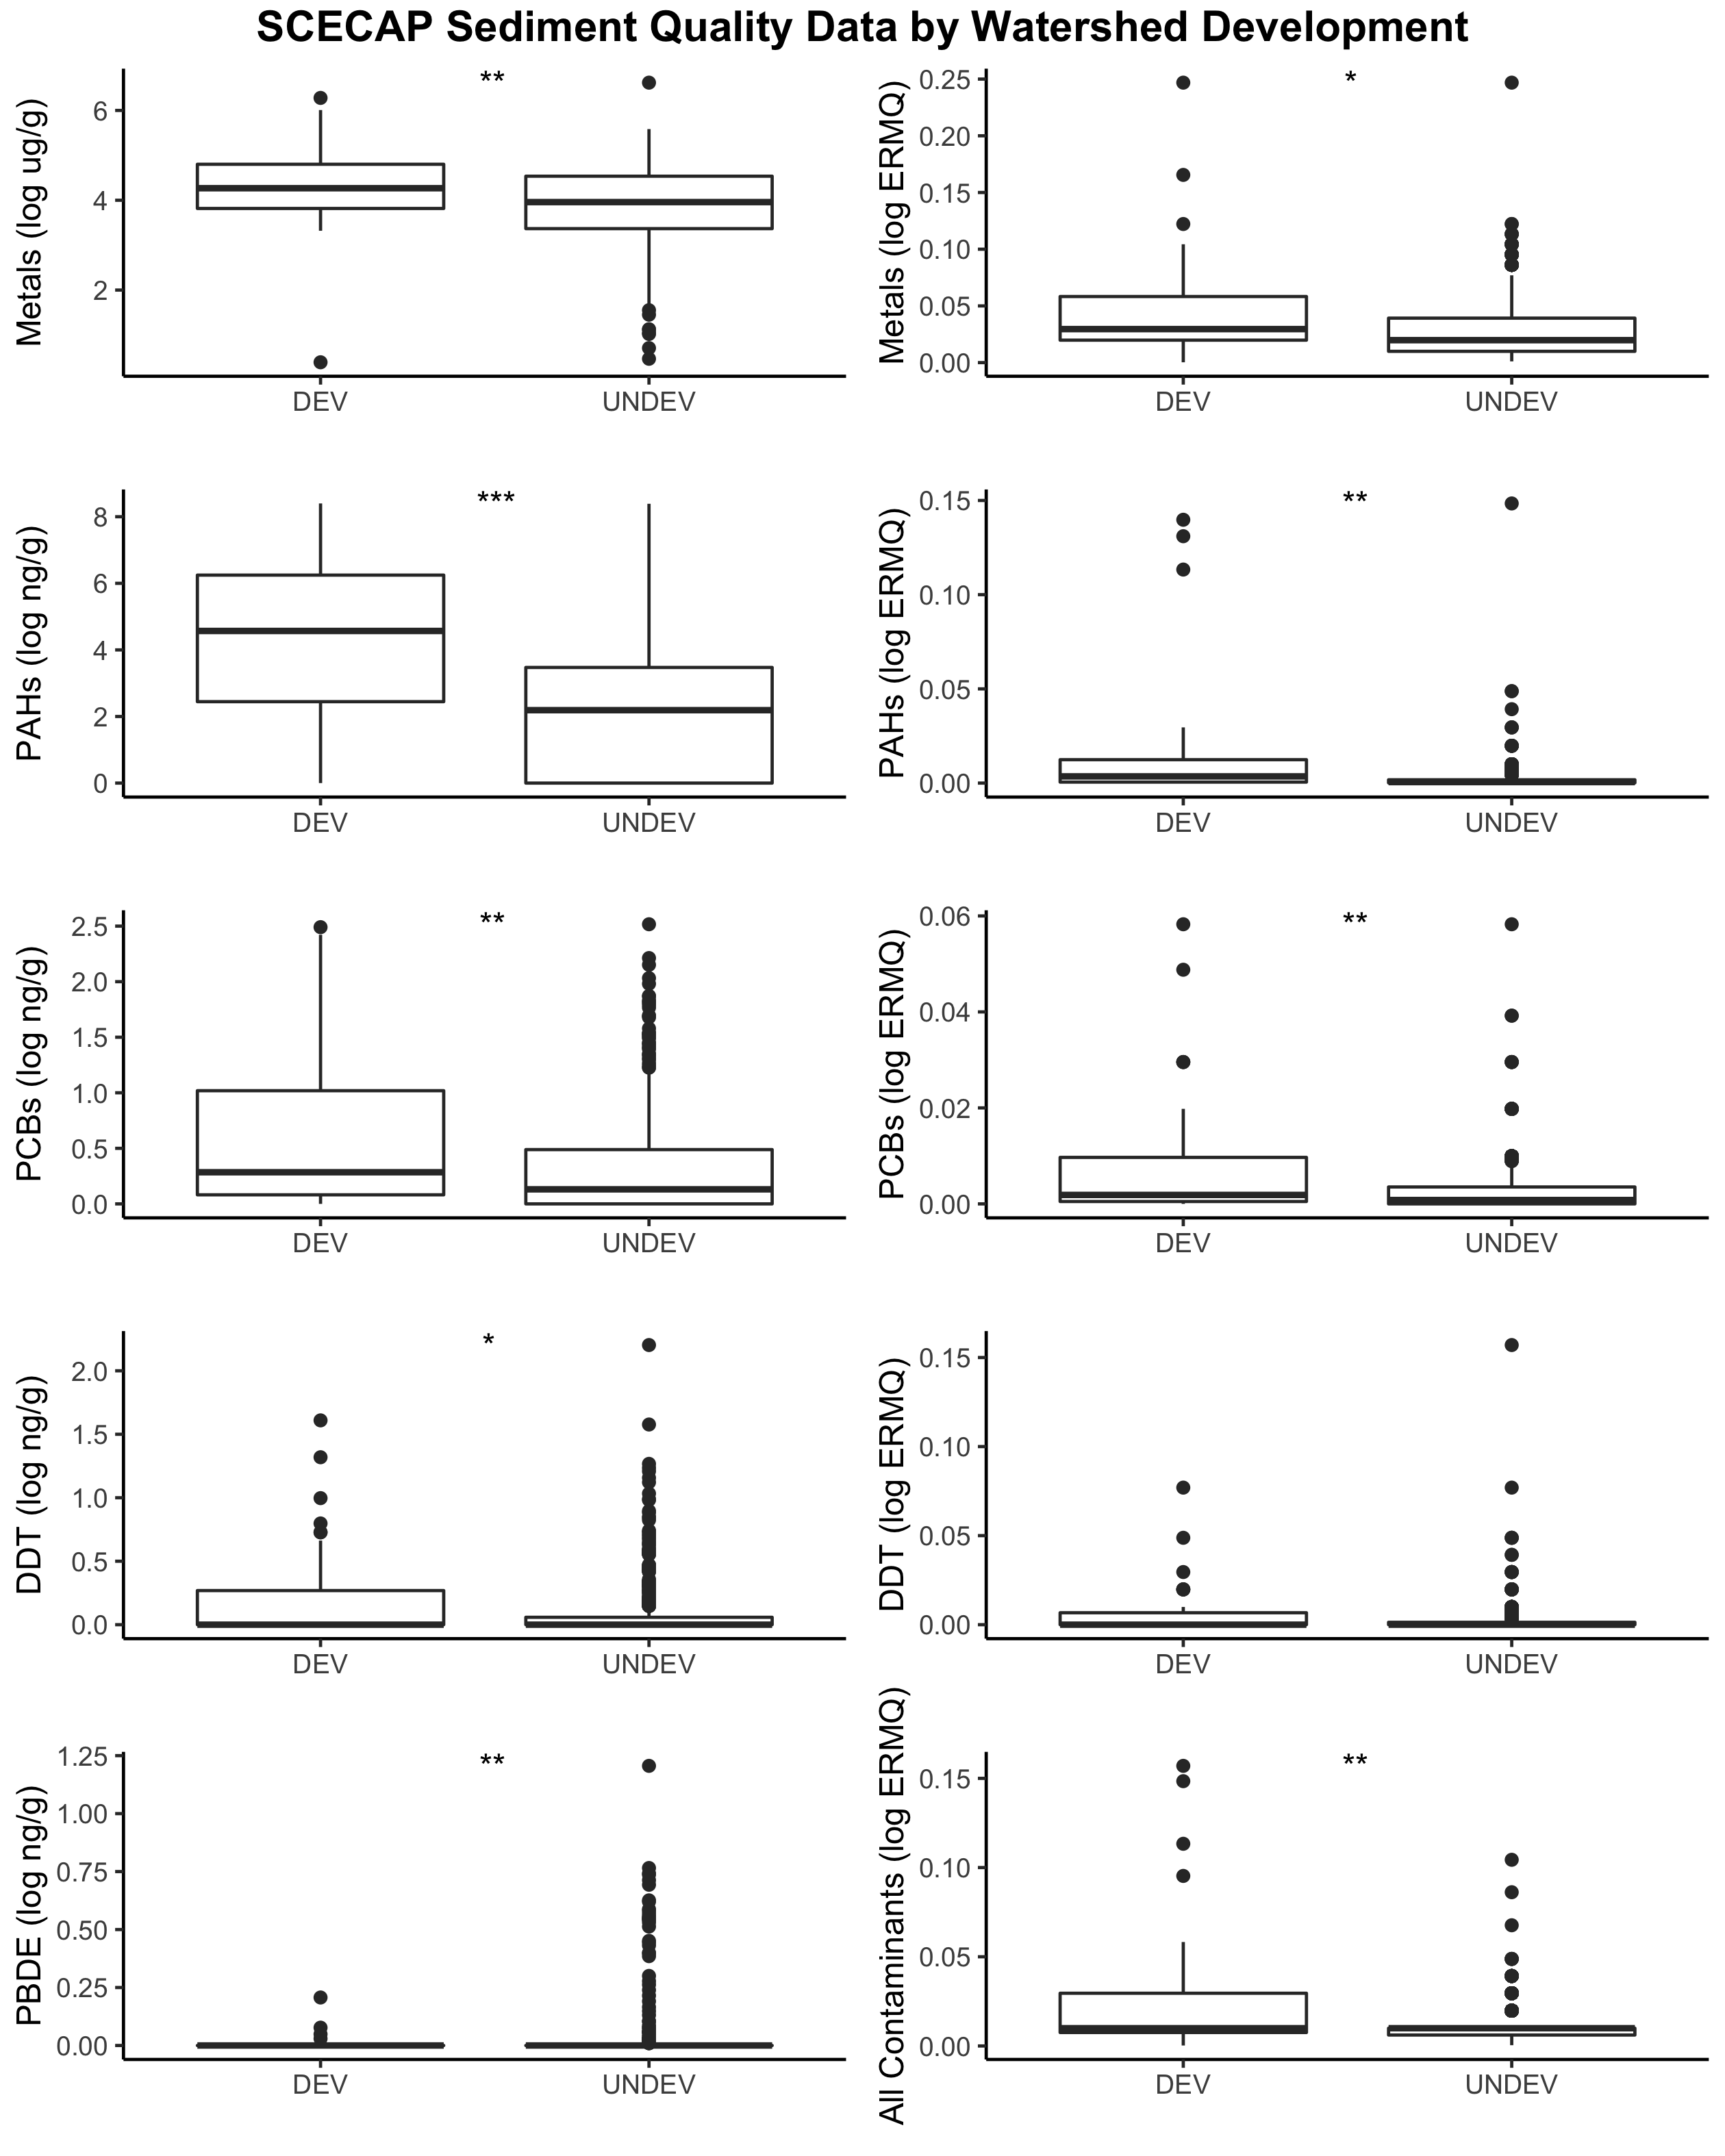 SCECAP Sediment Quality Data by Watershed Development
Metals (log ug/g)
6
4
2
**
DEV
UNDEV
Metals (log ERMQ)
0.25
0.20
0.15
0.10
0.05
0.00
*
DEV
UNDEV
PAHs (log ng/g)
8
6
4
2
0
***
DEV
UNDEV
PAHs (log ERMQ)
0.15
0.10
0.05
0.00
**
DEV
UNDEV
PCBs (log ng/g)
2.5
2.0
1.5
1.0
0.5
0.0
**
DEV
UNDEV
PCBs (log ERMQ)
0.06
0.04
0.02
0.00
**
DEV
UNDEV
DDT (log ng/g)
2.0
1.5
1.0
0.5
0.0
*
DEV
UNDEV
DDT (log ERMQ)
0.15
0.10
0.05
0.00
DEV
UNDEV
PBDE (log ng/g)
1.25
1.00
0.75
0.50
0.25
0.00
**
DEV
UNDEV
All Contaminants (log ERMQ)
0.15
0.10
0.05
0.00
**
DEV
UNDEV